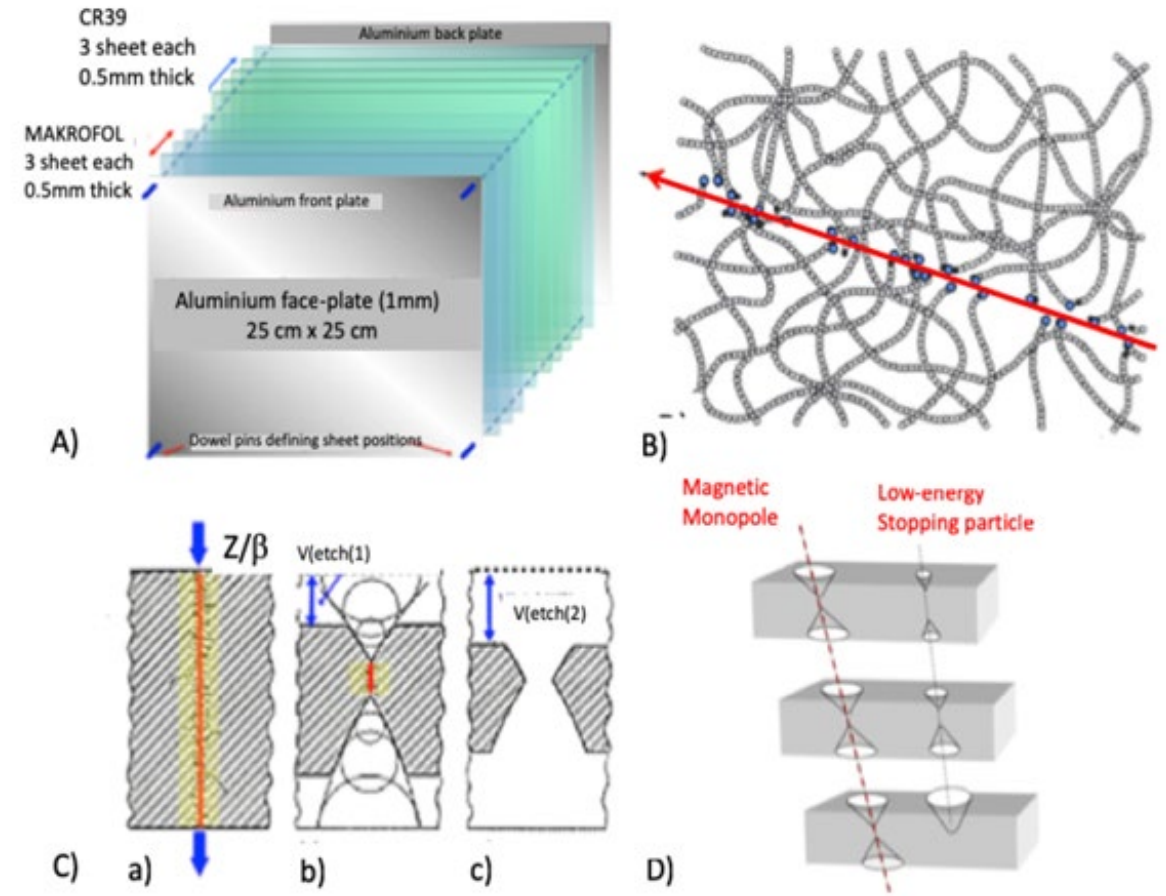 CR39
3 sheet each
0.5mm thick
Aluminium back plate
MAKROFOL
3 sheet each
0.5mm thick
Aluminium front plate
Aluminium face-plate (1mm)
25 cm x 25 cm
Dowel pins defining sheet positions
A)
B)
Z/β
V(etch(1)
V(etch(2)
C)
a)
b)
c)
Magnetic
Monopole
Low-energy
Stopping particle
D)